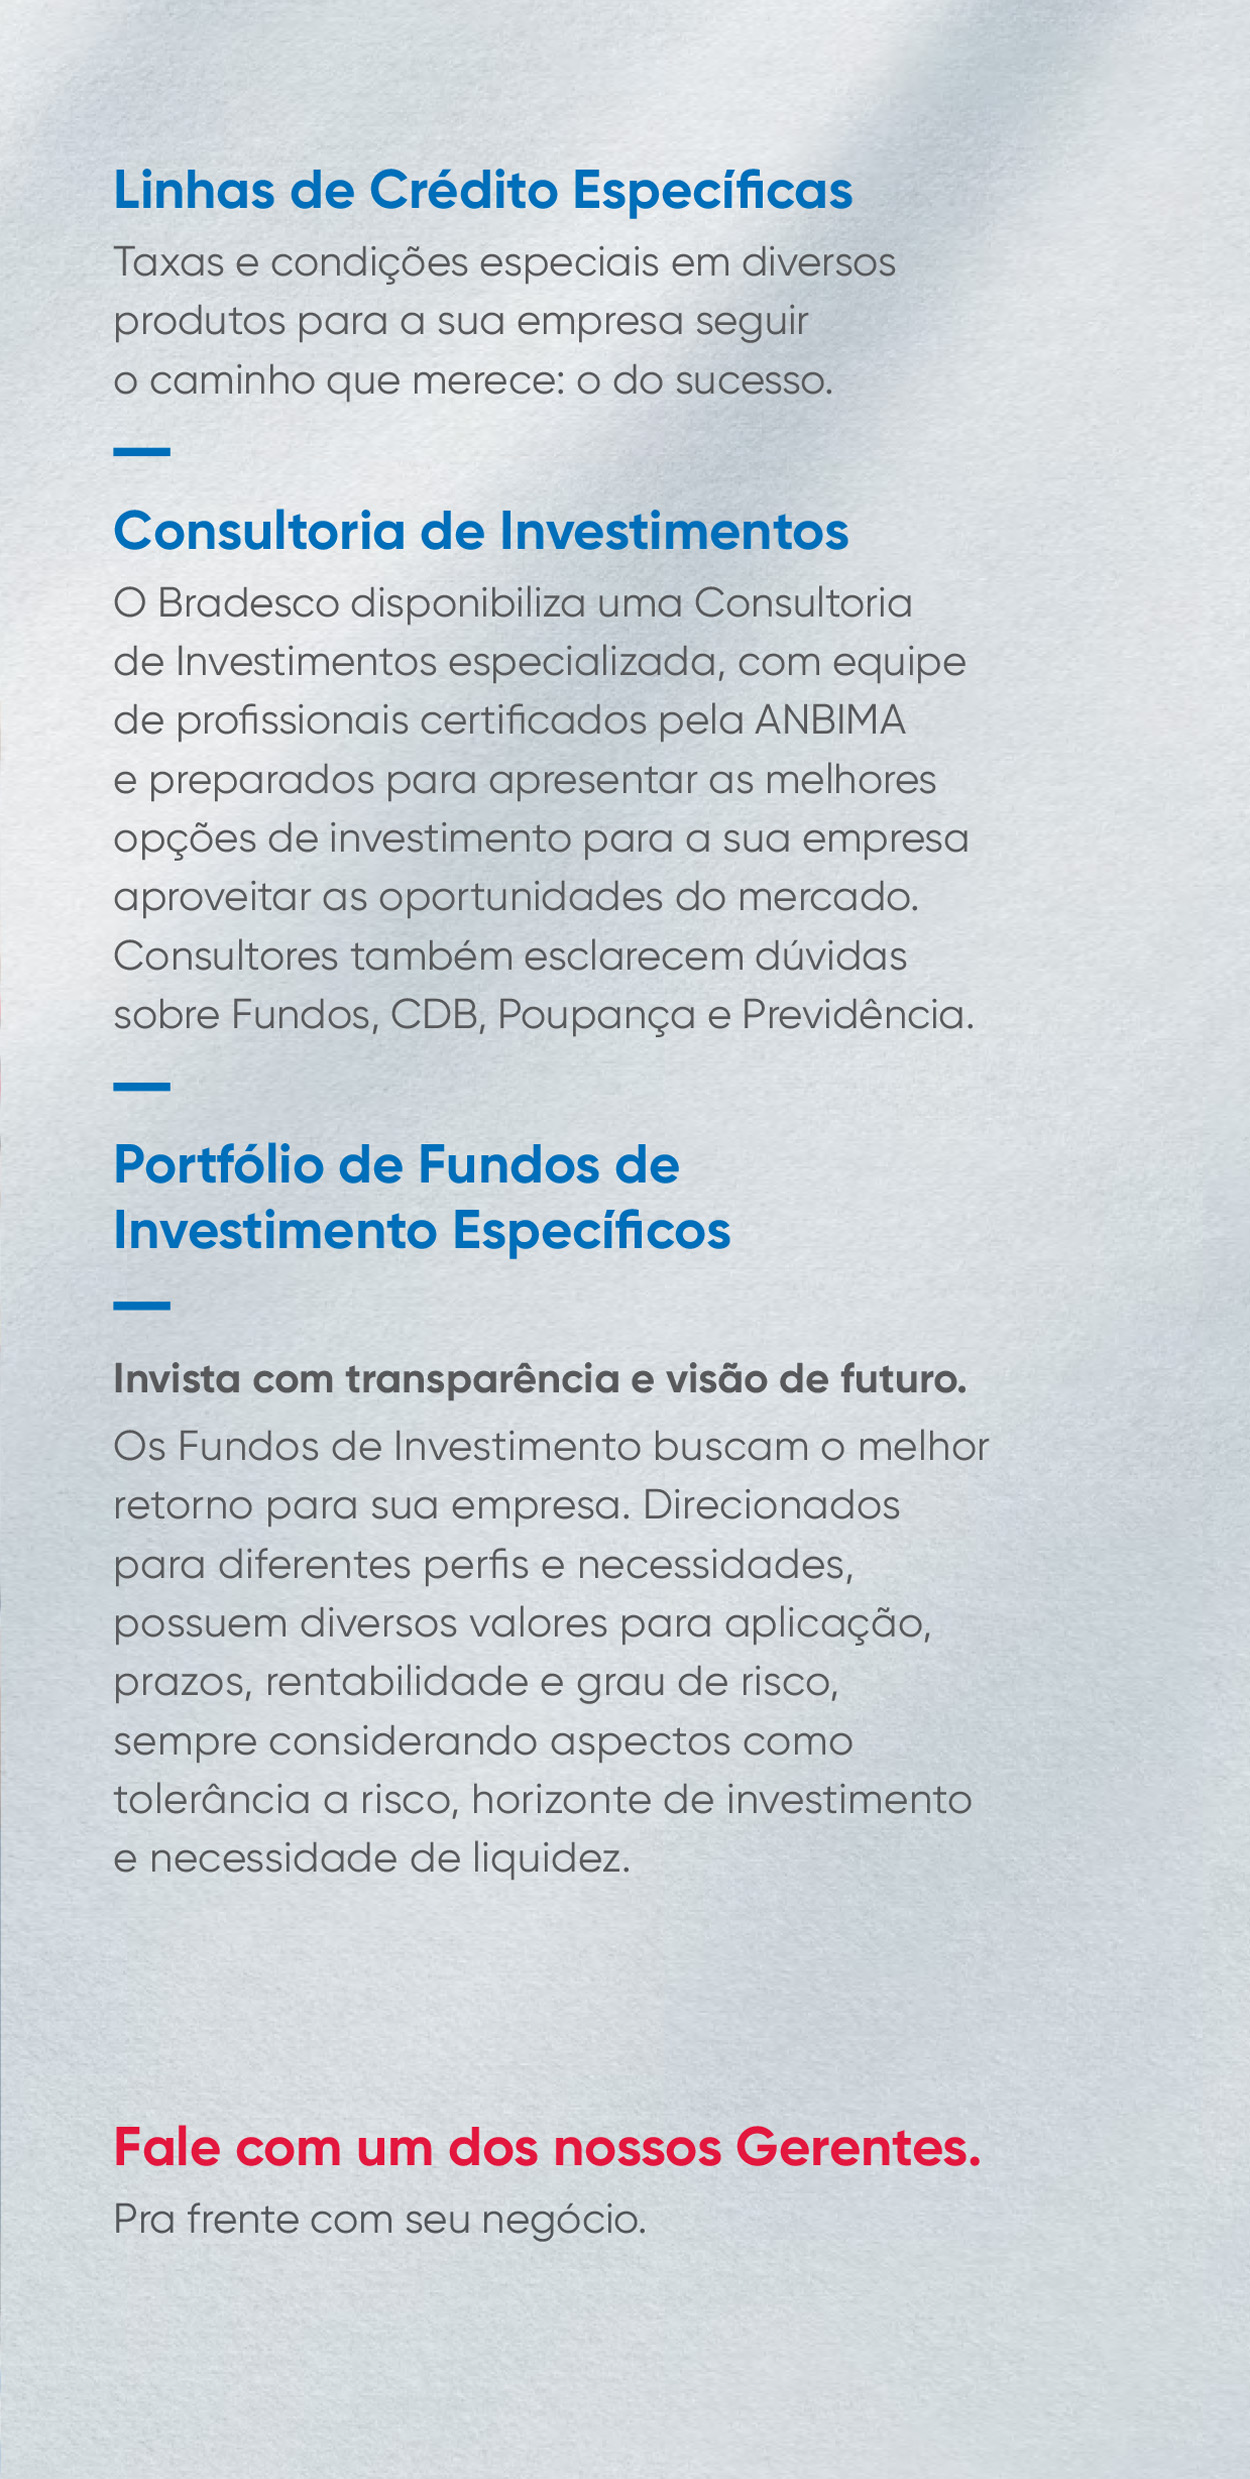 Linhas de Crédito Específicas
Taxas e condições especiais em diversos
produtos para a sua empresa seguir
o caminho que merece: o do sucesso.
Consultoria de Investimentos
O Bradesco disponibiliza uma Consultoria
de Investimentos especializada, com equipe
de profissionais certificados pela ANBIMA
e preparados para apresentar as melhores
opções de investimento para a sua empresa
aproveitar as oportunidades do mercado.
Consultores também esclarecem dúvidas
sobre Fundos, CDB, Poupança e Previdência.
Portfólio de Fundos de
Investimento Específicos
Invista com transparência e visão de futuro.
Os Fundos de Investimento buscam o melhor
retorno para sua empresa. Direcionados
para diferentes perfis e necessidades,
possuem diversos valores para aplicação,
prazos, rentabilidade e grau de risco,
sempre considerando aspectos como
tolerância a risco, horizonte de investimento
e necessidade de liquidez.
Fale com um dos nossos Gerentes.
Pra frente com seu negócio.